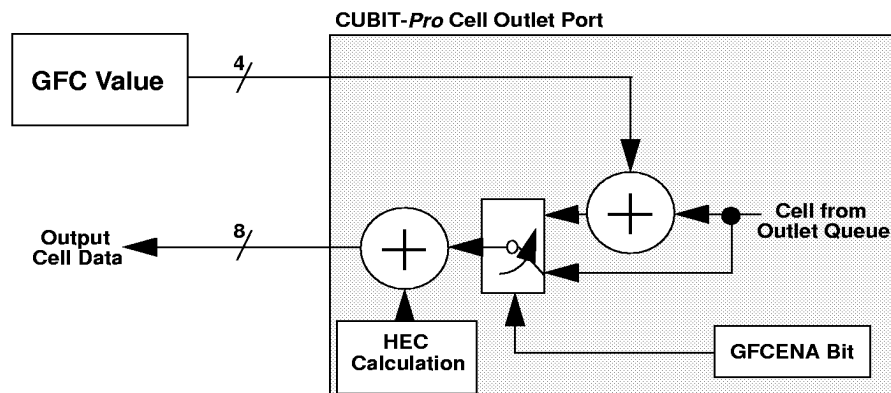 CUBIT-Pro Cell Outlet Port
GFC Value
4
Cell from
Outlet Queue
Output
Cell Data
8
HEC
Calculation
GFCENA Bit